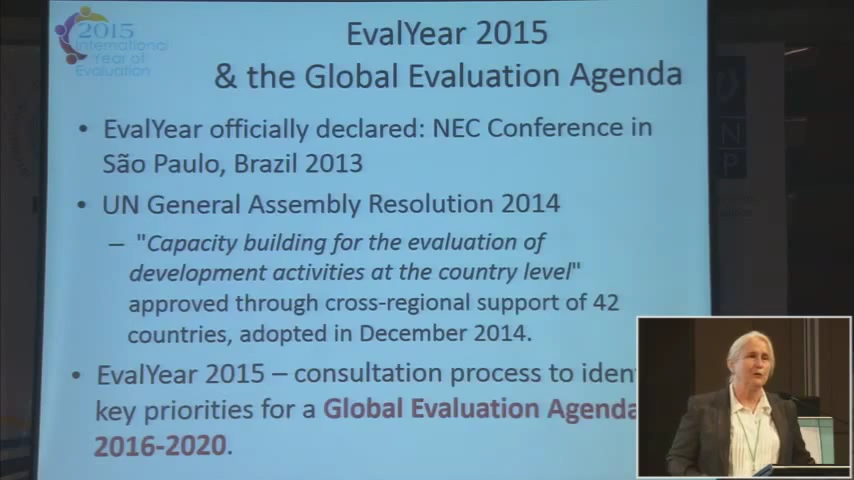 2015
International
Year of
Evaluation
EvalYear 2015
& the Global Evaluation Agenda
• EvalYear officially declared: NEC Conference in
São Paulo, Brazil 2013
• UN General Assembly Resolution 2014
– "Capacity building for the evaluation of
development activities at the country level"
approved through cross-regional support of 42
countries, adopted in December 2014.
• EvalYear 2015 – consultation process to
key priorities for a Global Evaluation Agenda
2016-2020.